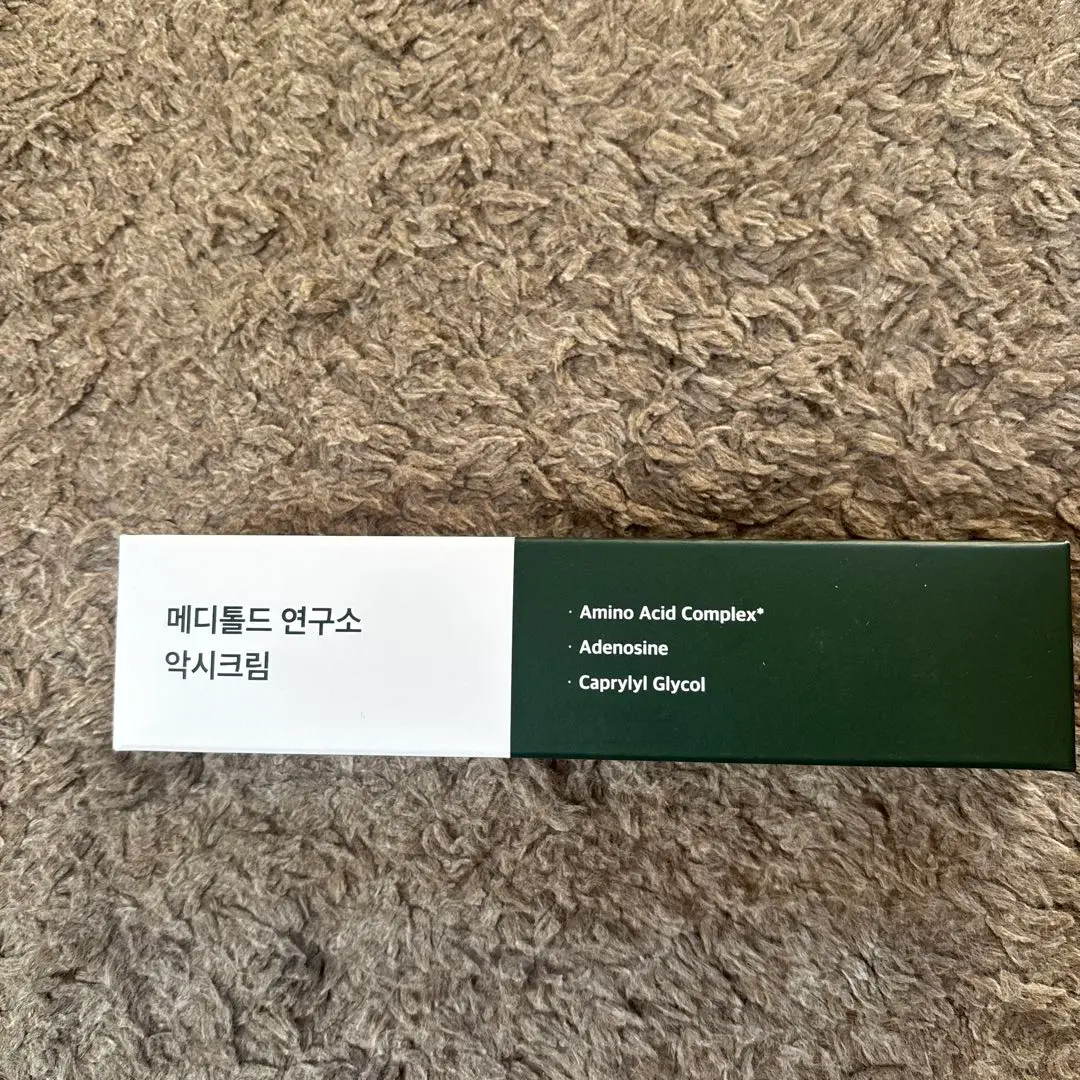 메디톨드 연구소
악시크림
· Amino Acid Complex*
· Adenosine
· Caprylyl Glycol